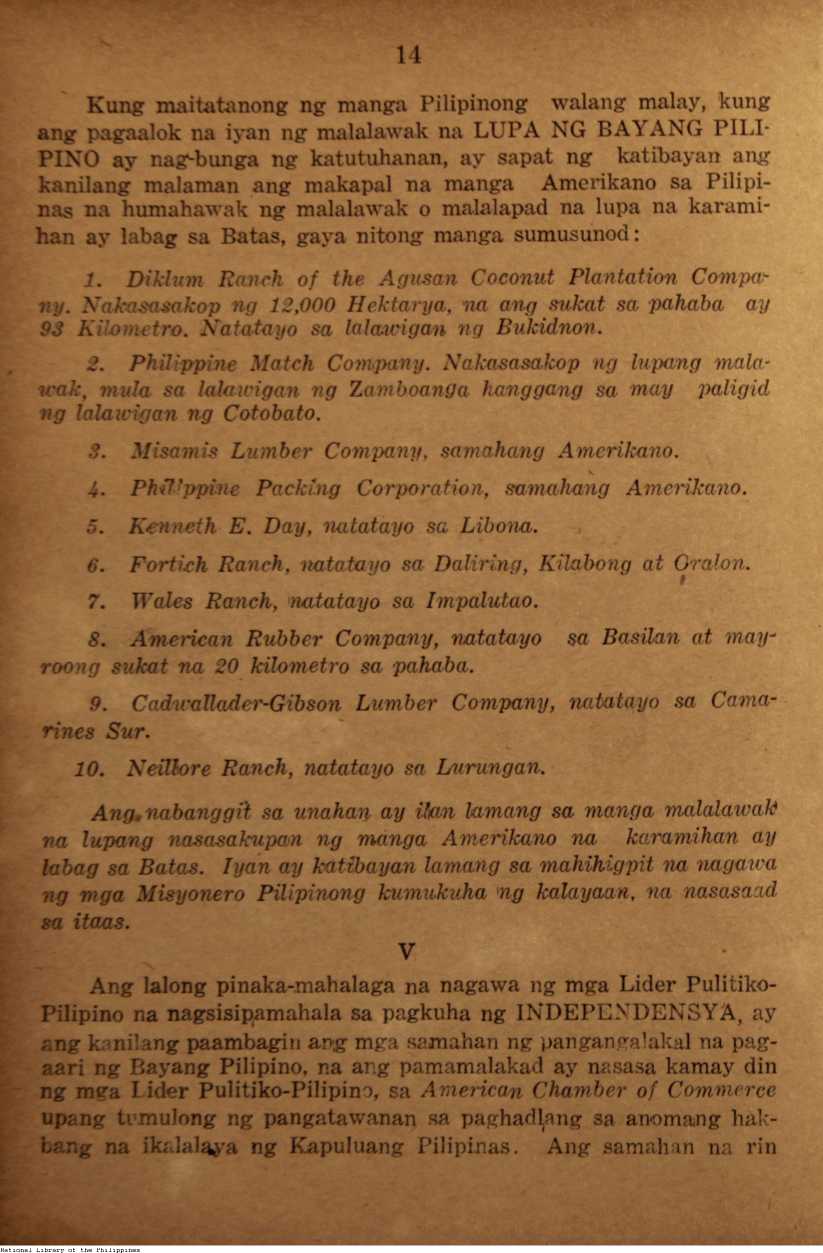 14
Kung maitatanong ng manga Pilipinong walang malay, kung
ang pagaalok na iyan ng malalawak na LUPA NG BAYANG PILI-
PINO ay nag-bunga ng katutuhanan, ay sapat ng katibayan ang
kanilang malaman ang makapal na manga Amerikano sa Pilipi-
nas na humahawak ng malalawak o malalapad na lupa na karami-
han ay labag sa Batas, gaya nitong manga sumusunod:
1. Diklum Ranch of the Agusan Coconut Plantation Compa-
ny. Nakasasakop ng 12,000 Hektarya, na ang sukat sa pahaba ay
93 Kilometro. Natatayo sa lalawigan ng Bukidnon.
2. Philippine Match Company. Nakasasakop ng lupang mala-
wak, mula sa lalawigan ng Zamboanga hanggang sa may paligid
ng lalawigan ng Cotobato.
3. Misamis Lumber Company, samahang Amerikano.
4. Philippine Packing Corporation, samahang Amerikano.
5. Kenneth E. Day, natatayo sa Libona.
6. Fortich Ranch, natatayo sa Daliring, Kilabong at Oralon.
7. Wales Ranch, natatayo sa Impalutao.
8. American Rubber Company, natatayo sa Basilan at may-
roong sukat na 20 kilometro sa pahaba.
9. Cadwallader-Gibson Lumber Company, natatayo sa Cama-
rines Sur.
10. Neillore Ranch, natatayo sa Lurungan.
Ang nabanggit sa unahan ay ilan lamang sa manga malalawak
na lupang nasasakupan ng manga Amerikano na karamihan ay
labag sa Batas. Iyan ay katibayan lamang sa mahihigpit na nagawa
ng mga Misyonero Pilipinong kumukuha ng kalayaan, na nasasaad
sa itaas.
V
Ang lalong pinaka-mahalaga na nagawa ng mga Lider Pulitiko-
Pilipino na nagsisipamahala sa pagkuha ng INDEPENDENSYA, ay
ang kanilang paambagin ang mga samahan ng pangangalakal na pag-
aari ng Bayang Pilipino, na ang pamamalakad ay nasasa kamay din
ng mga Lider Pulitiko-Pilipino, sa American Chamber of Commerce
upang tumulong ng pangatawanan sa paghadlang sa anomang hak-
bang na ikalalaya ng Kapuluang Pilipinas. Ang samahan na rin
National Library of the Philippines